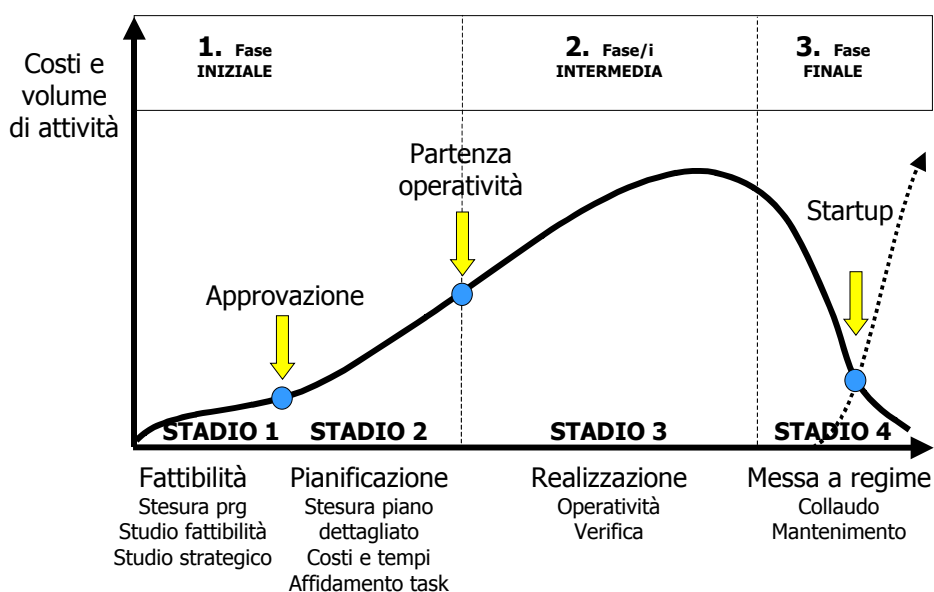 1. Fase
INIZIALE
2. Fase/i
INTERMEDIA
3. Fase
FINALE
Costi e
volume
di attività
Partenza
operatività
Startup
Approvazione
STADIO 1
STADIO 2
STADIO 3
STADIO 4
Fattibilità
Stesura prg
Studio fattibilità
Studio strategico
Pianificazione
Stesura piano
dettagliato
Costi e tempi
Affidamento task
Realizzazione
Operatività
Verifica
Messa a regime
Collaudo
Mantenimento